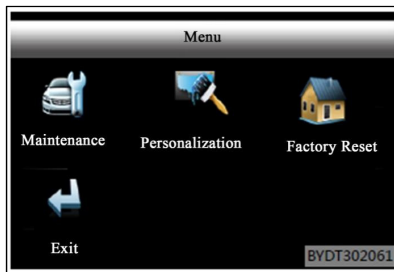 Menu
Maintenance Personalization Factory Reset
Exit
BYDT302061